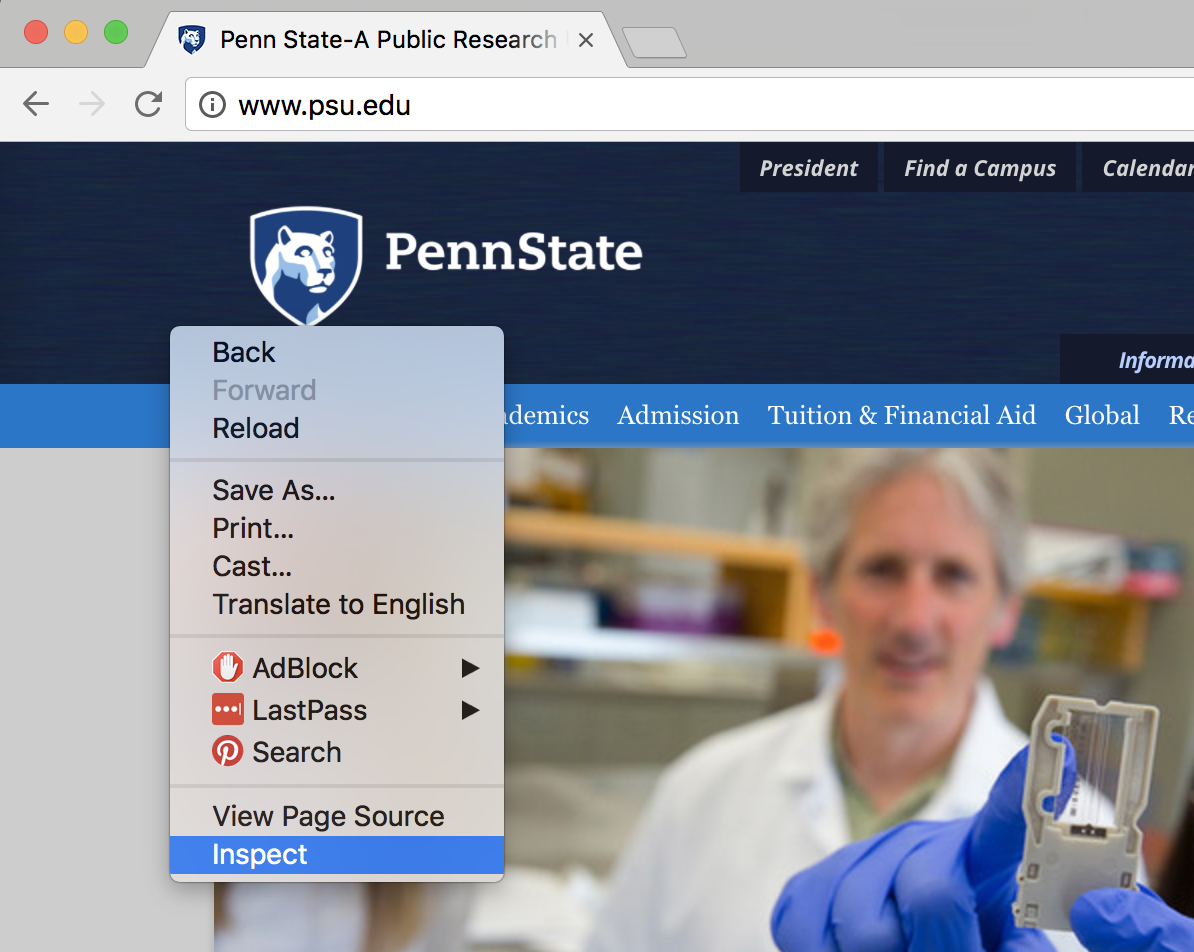 Penn State-A Public Research
www.psu.edu
President Find a Campus Calendar
PennState
Informa
demics Admission Tuition & Financial Aid Global Re
Back
Forward
Reload
Save As...
Print...
Cast...
Translate to English
AdBlock
LastPass
Search
View Page Source
Inspect